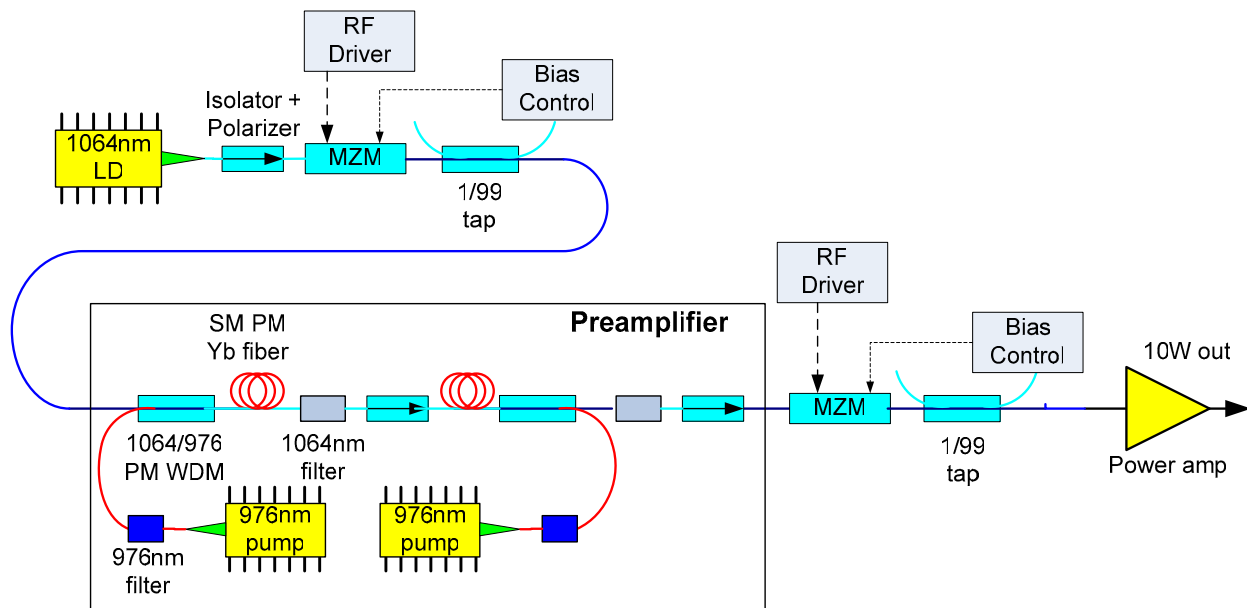 RF
Driver
Bias
Control
Isolator +
Polarizer
1064nm
LD
MZM
1/99
tap
RF
Driver
SM PM
Yb fiber
Preamplifier
Bias
Control
10W out
MZM
1064/976
PM WDM
1064nm
filter
1/99
tap
Power amp
976nm
pump
976nm
pump
976nm
filter